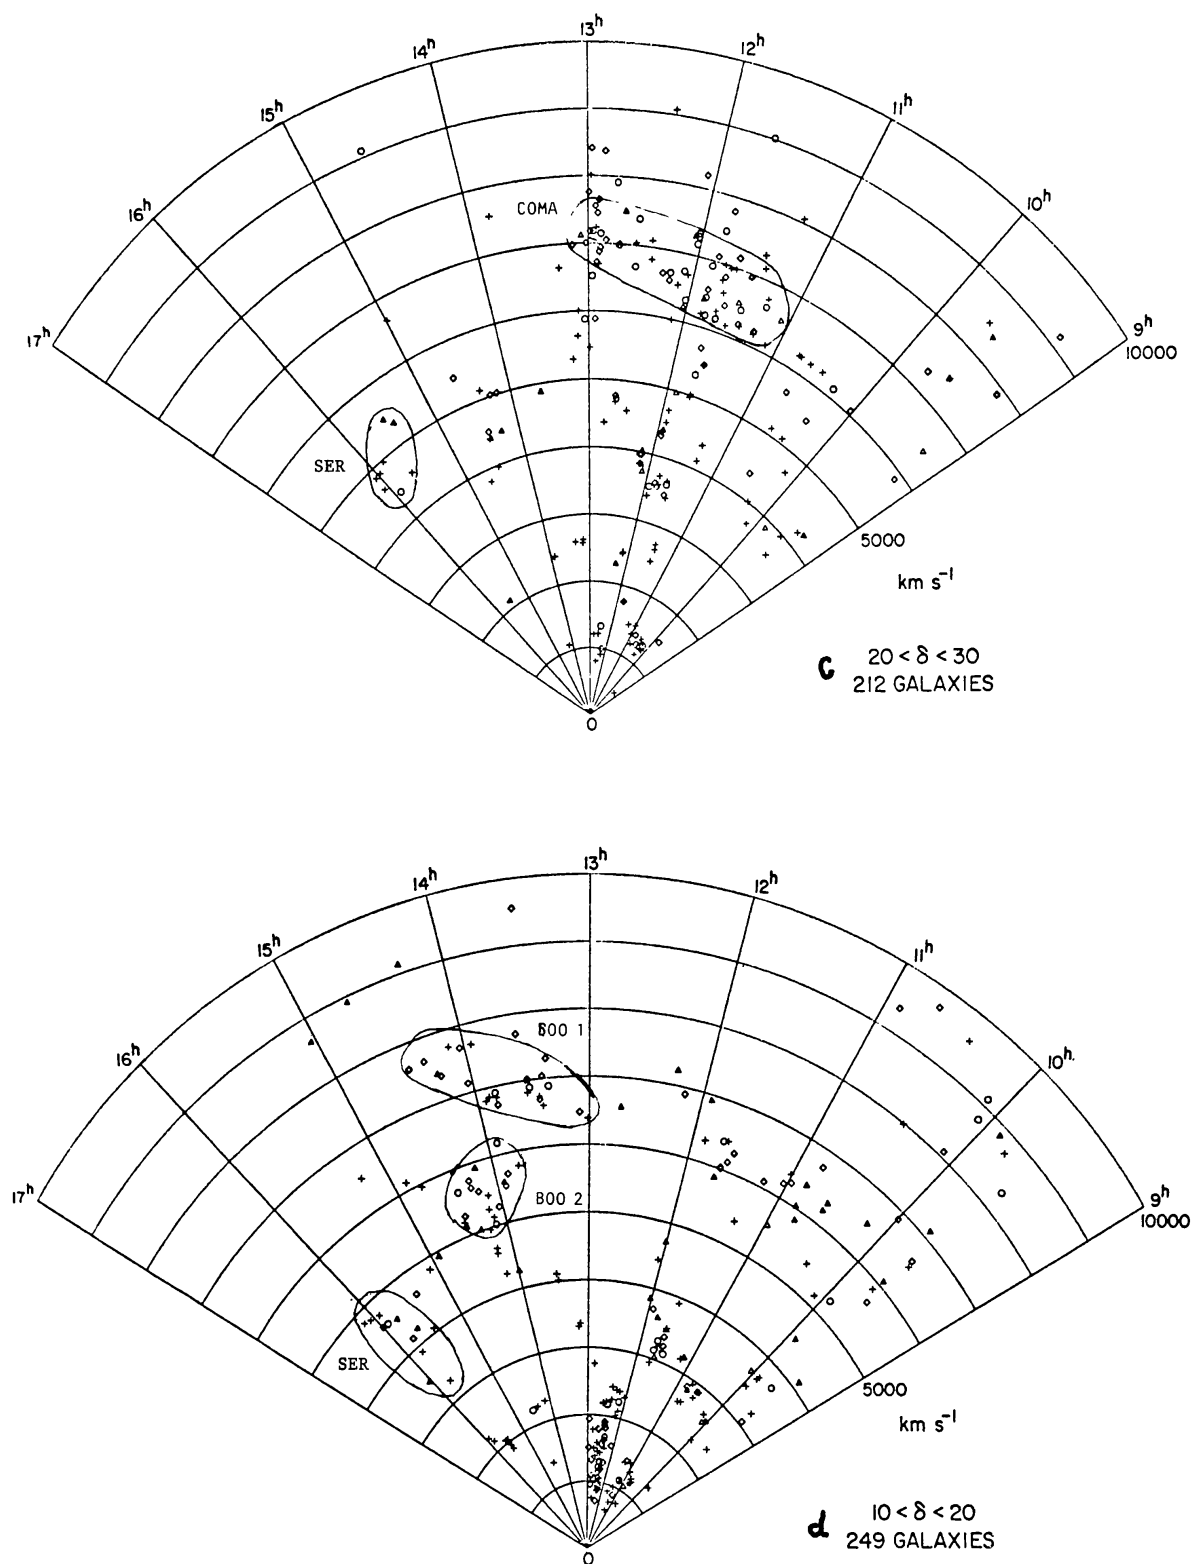 13h
14h
12h
15h
11h
COMA
16h
10h
17h
9h
10000
SER
5000
km s⁻¹
c
20 < δ < 30
212 GALAXIES
0
13h
14h
12h
15h
11h
BOO 1
16h
10h.
17h
BOO 2
9h
10000
SER
5000
km s⁻¹
d
10 < δ < 20
249 GALAXIES
0